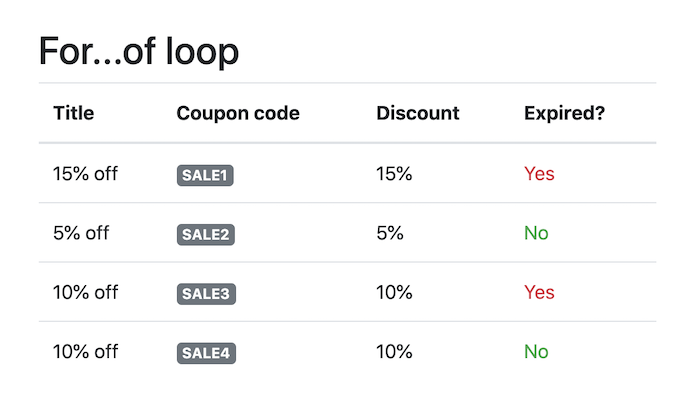 For...of loop
Title Coupon code Discount Expired?
15% off SALE1 15% Yes
5% off SALE2 5% No
10% off SALE3 10% Yes
10% off SALE4 10% No